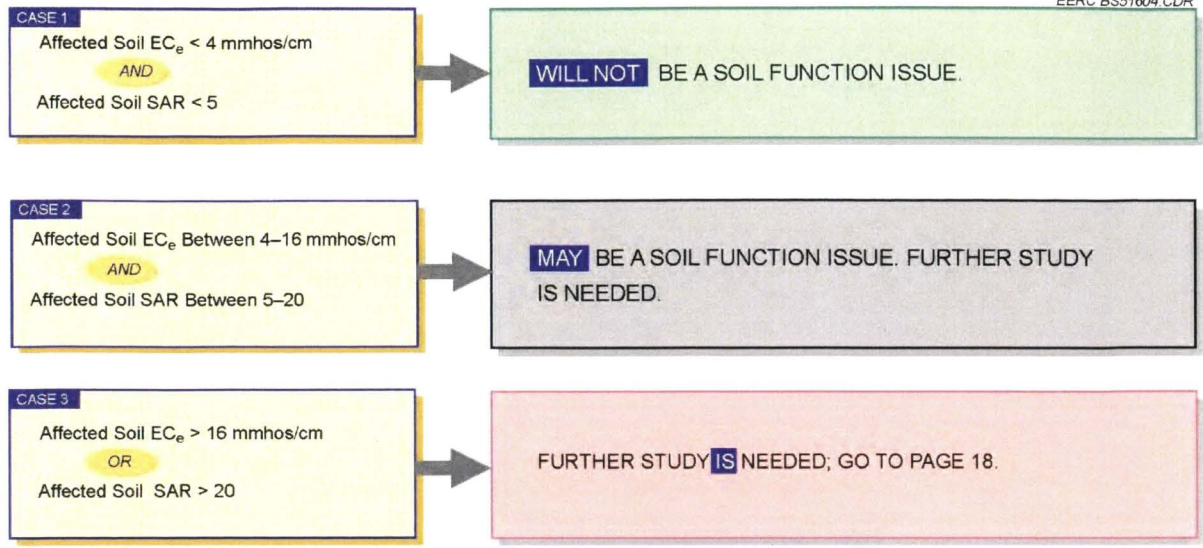 EERC BS51604.CDR
CASE 1
Affected Soil ECe < 4 mmhos/cm
AND
Affected Soil SAR < 5
WILL NOT BE A SOIL FUNCTION ISSUE.
CASE 2
Affected Soil ECe Between 4–16 mmhos/cm
AND
Affected Soil SAR Between 5–20
MAY BE A SOIL FUNCTION ISSUE. FURTHER STUDY
IS NEEDED.
CASE 3
Affected Soil ECe > 16 mmhos/cm
OR
Affected Soil SAR > 20
FURTHER STUDY IS NEEDED; GO TO PAGE 18.